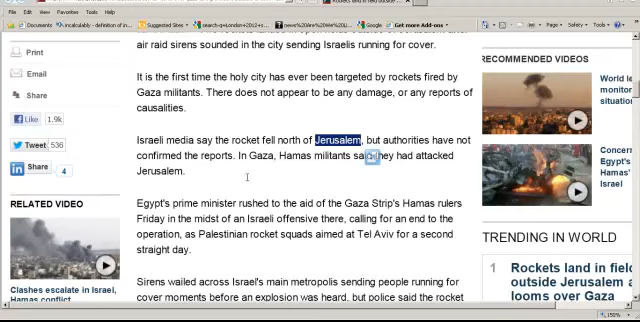 File Edit View Favorites Tools Help
Suggested Sites
Google
Get more Add-ons
Page Safety Tools
air raid sirens sounded in the city sending Israelis running for cover.
Print
Email
Share
Like 1.9k
Tweet 536
Share 4
RELATED VIDEO
Clashes escalate in Israel,
Hamas conflict
It is the first time the holy city has ever been targeted by rockets fired by
Gaza militants. There does not appear to be any damage, or any reports of
causalities.
Israeli media say the rocket fell north of Jerusalem, but authorities have not
confirmed the reports. In Gaza, Hamas militants said they had attacked
Jerusalem.
Egypt's prime minister rushed to the aid of the Gaza Strip's Hamas rulers
Friday in the midst of an Israeli offensive there, calling for an end to the
operation, as Palestinian rocket squads aimed at Tel Aviv for a second
straight day.
Sirens wailed across Israel's main metropolis sending people running for
cover moments before an explosion was heard, but police said the rocket
RECOMMENDED VIDEOS
World le
monitor
situation
Concern
Egypt's
Hamas'
Israel
TRENDING IN WORLD
1 Rockets land in field
outside Jerusalem a
looms over Gaza
150%